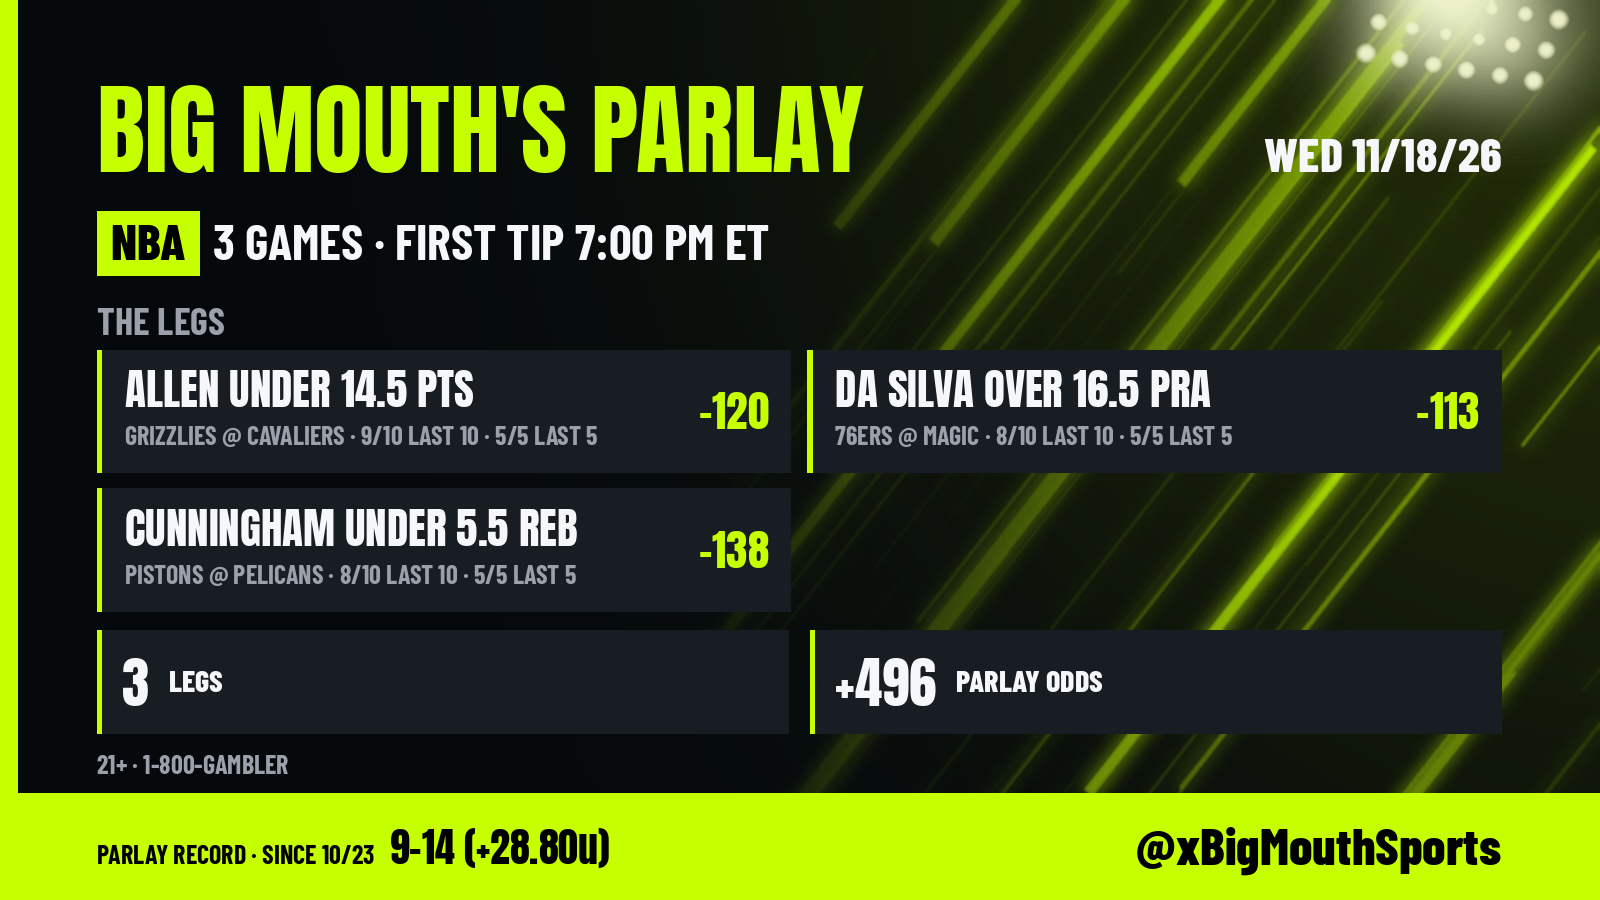 BIG MOUTH'S PARLAY
WED 11/18/26
NBA 3 GAMES · FIRST TIP 7:00 PM ET
THE LEGS
ALLEN UNDER 14.5 PTS
GRIZZLIES @ CAVALIERS · 9/10 LAST 10 · 5/5 LAST 5
-120
DA SILVA OVER 16.5 PRA
76ERS @ MAGIC · 8/10 LAST 10 · 5/5 LAST 5
-113
CUNNINGHAM UNDER 5.5 REB
PISTONS @ PELICANS · 8/10 LAST 10 · 5/5 LAST 5
-138
3 LEGS
+496 PARLAY ODDS
21+ · 1-800-GAMBLER
PARLAY RECORD · SINCE 10/23 9-14 (+28.80u)
@xBigMouthSports